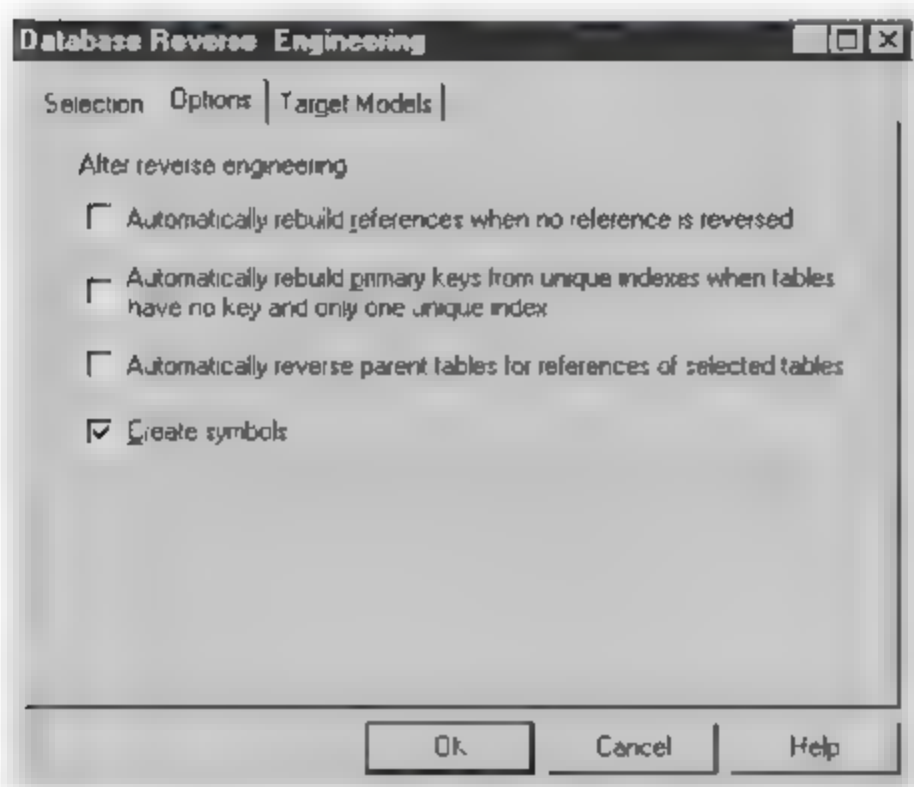 Database Reverse Engineering
Selection Options Target Models
After reverse engineering
Automatically rebuild references when no reference is reversed
Automatically rebuild primary keys from unique indexes when tables
have no key and only one unique index
Automatically reverse parent tables for references of selected tables
Create symbols
Ok Cancel Help